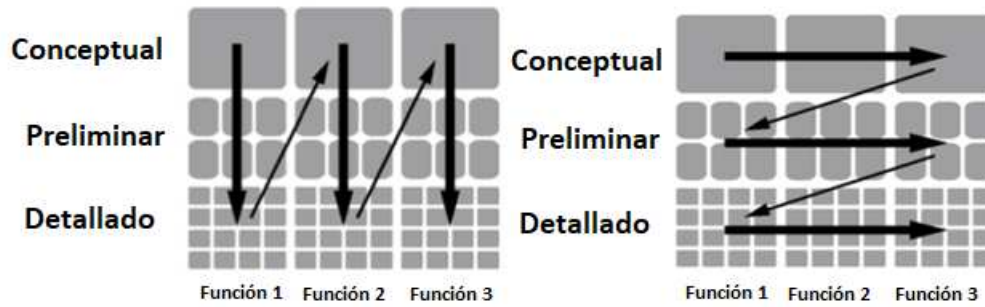 Conceptual
Preliminar
Detallado
Función 1 Función 2 Función 3
Conceptual
Preliminar
Detallado
Función 1 Función 2 Función 3